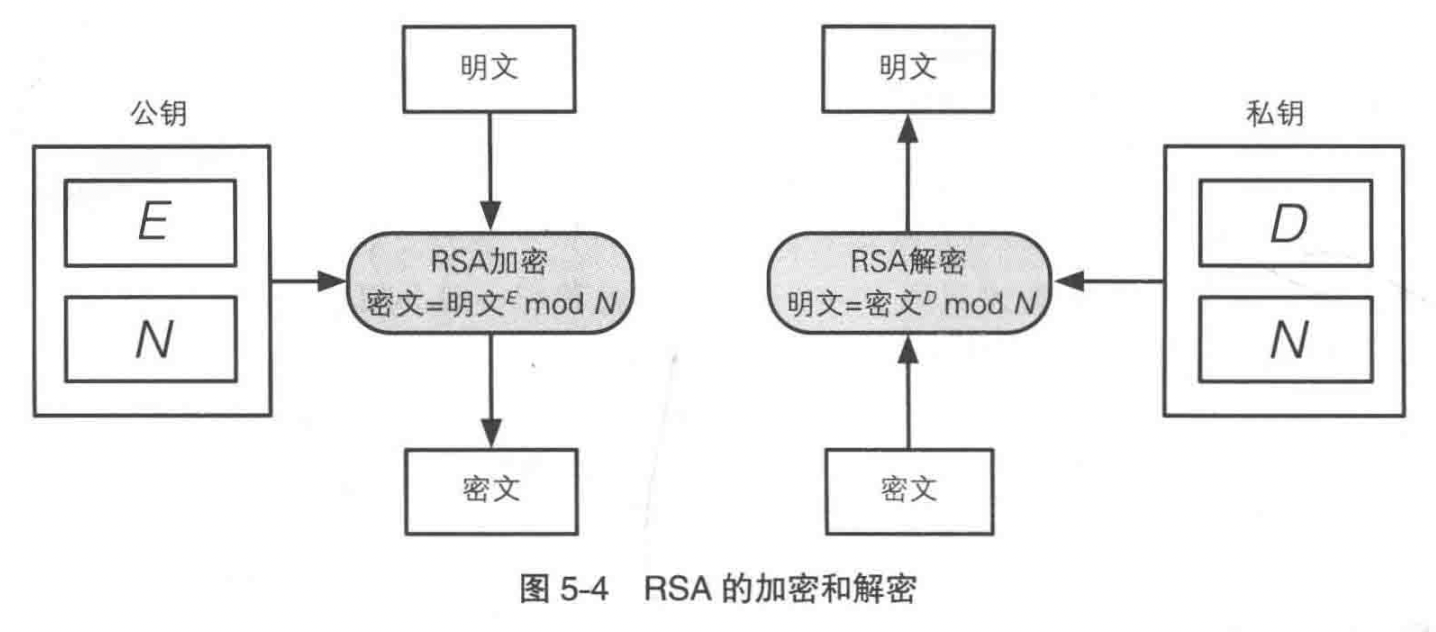 公钥
E
N
明文
RSA加密
密文=明文^E mod N
密文
明文
RSA解密
明文=密文^D mod N
密文
私钥
D
N
图 5-4 RSA 的加密和解密